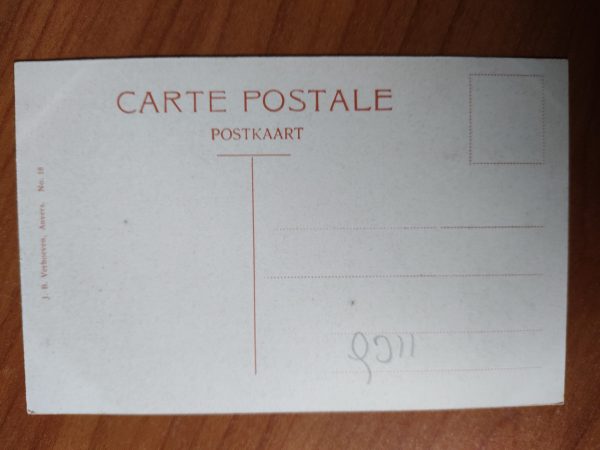 CARTE POSTALE
POSTKAART
J. B. Verhoeven, Anvers. No. 18